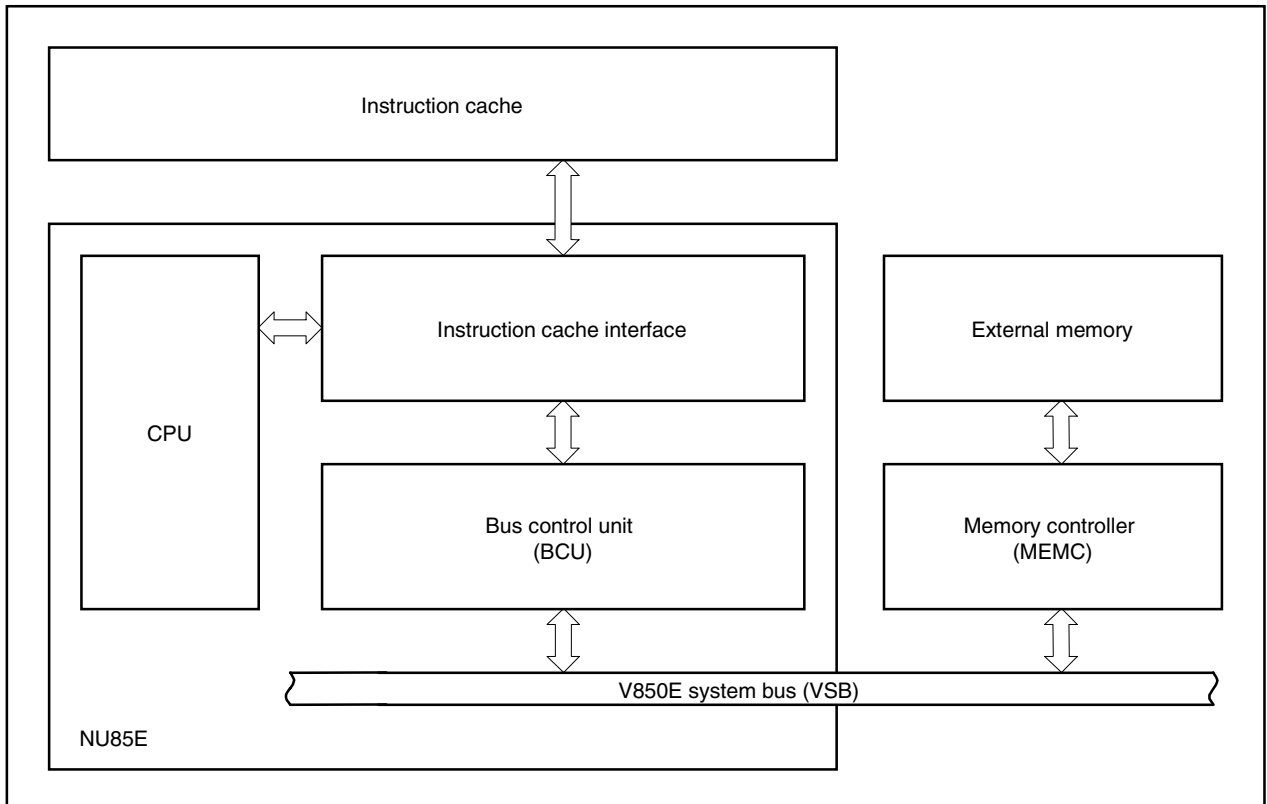 Instruction cache
Instruction cache interface
External memory
CPU
Bus control unit
(BCU)
Memory controller
(MEMC)
V850E system bus (VSB)
NU85E